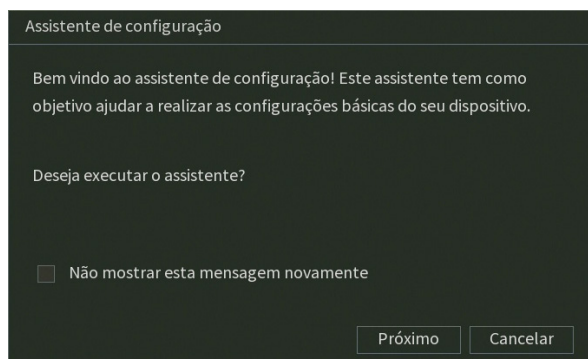 Assistente de configuração
Bem vindo ao assistente de configuração! Este assistente tem como
objetivo ajudar a realizar as configurações básicas do seu dispositivo.
Deseja executar o assistente?
Não mostrar esta mensagem novamente
Próximo
Cancelar